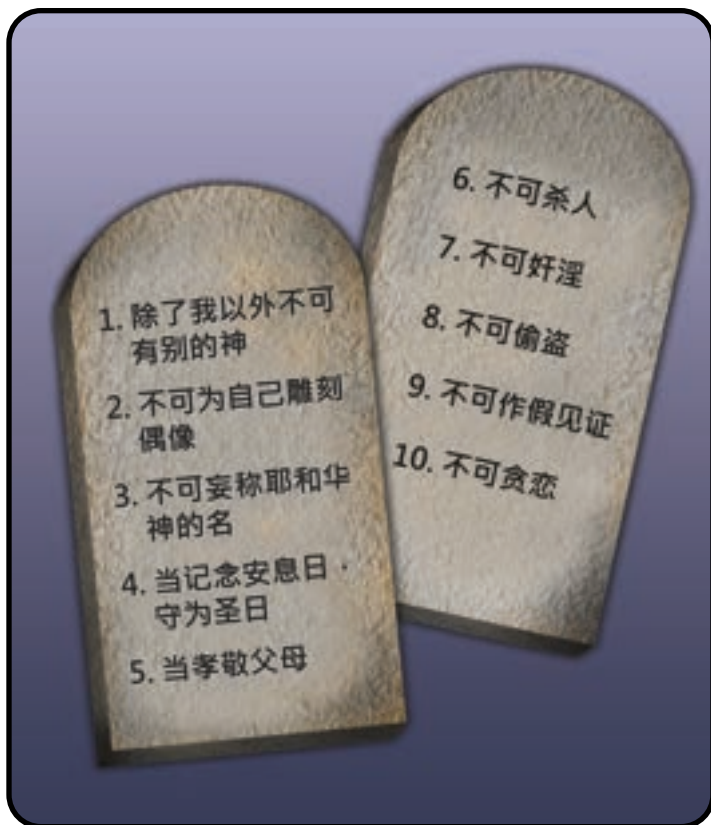 1. 除了我以外不可
有别的神
2. 不可为自己雕刻
偶像
3. 不可妄称耶和华
神的名
4. 当记念安息日，
守为圣日
5. 当孝敬父母
6. 不可杀人
7. 不可奸淫
8. 不可偷盗
9. 不可作假见证
10. 不可贪恋